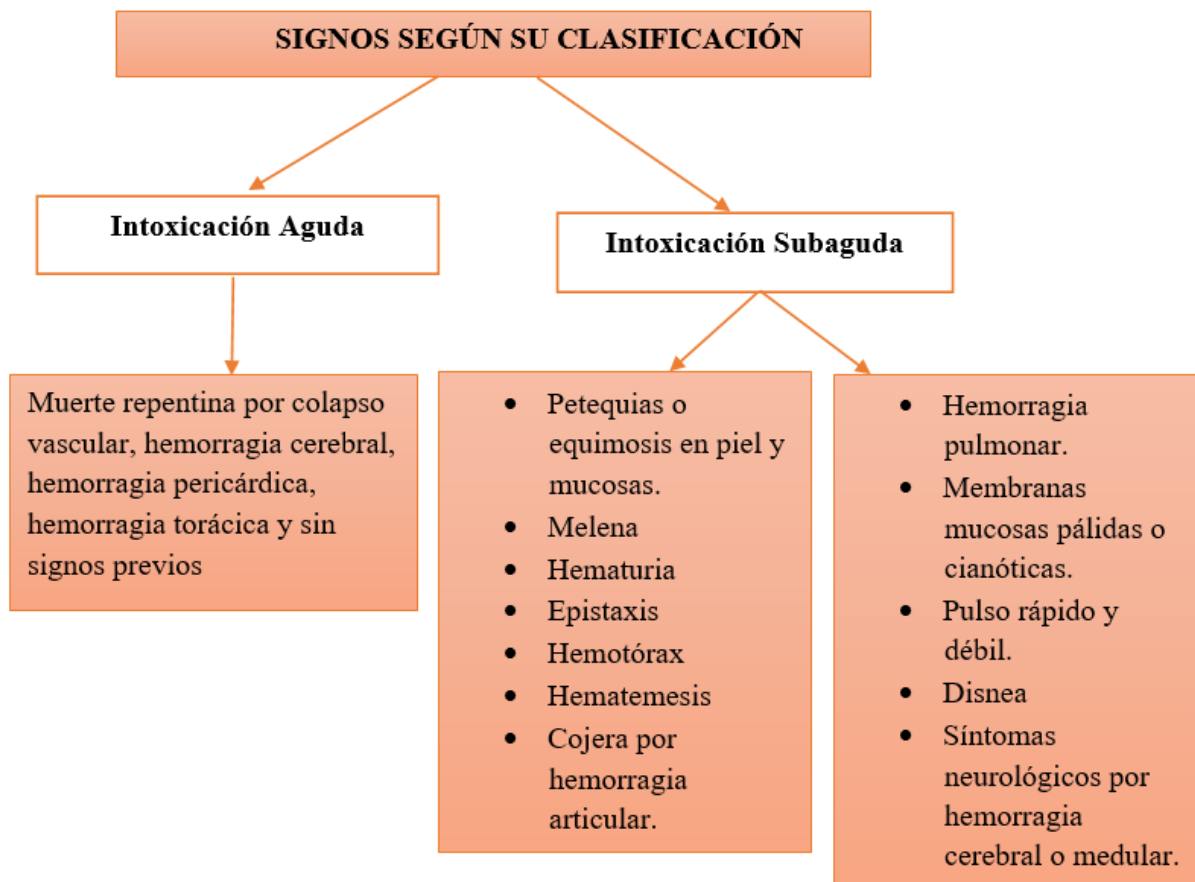 SIGNOS SEGÚN SU CLASIFICACIÓN
Intoxicación Aguda
Intoxicación Subaguda
Muerte repentina por colapso
vascular, hemorragia cerebral,
hemorragia pericárdica,
hemorragia torácica y sin
signos previos
• Petequias o
equimosis en piel y
mucosas.
• Melena
• Hematuria
• Epistaxis
• Hemotórax
• Hematemesis
• Cojera por
hemorragia
articular.
• Hemorragia
pulmonar.
• Membranas
mucosas pálidas o
cianóticas.
• Pulso rápido y
débil.
• Disnea
• Síntomas
neurológicos por
hemorragia
cerebral o medular.